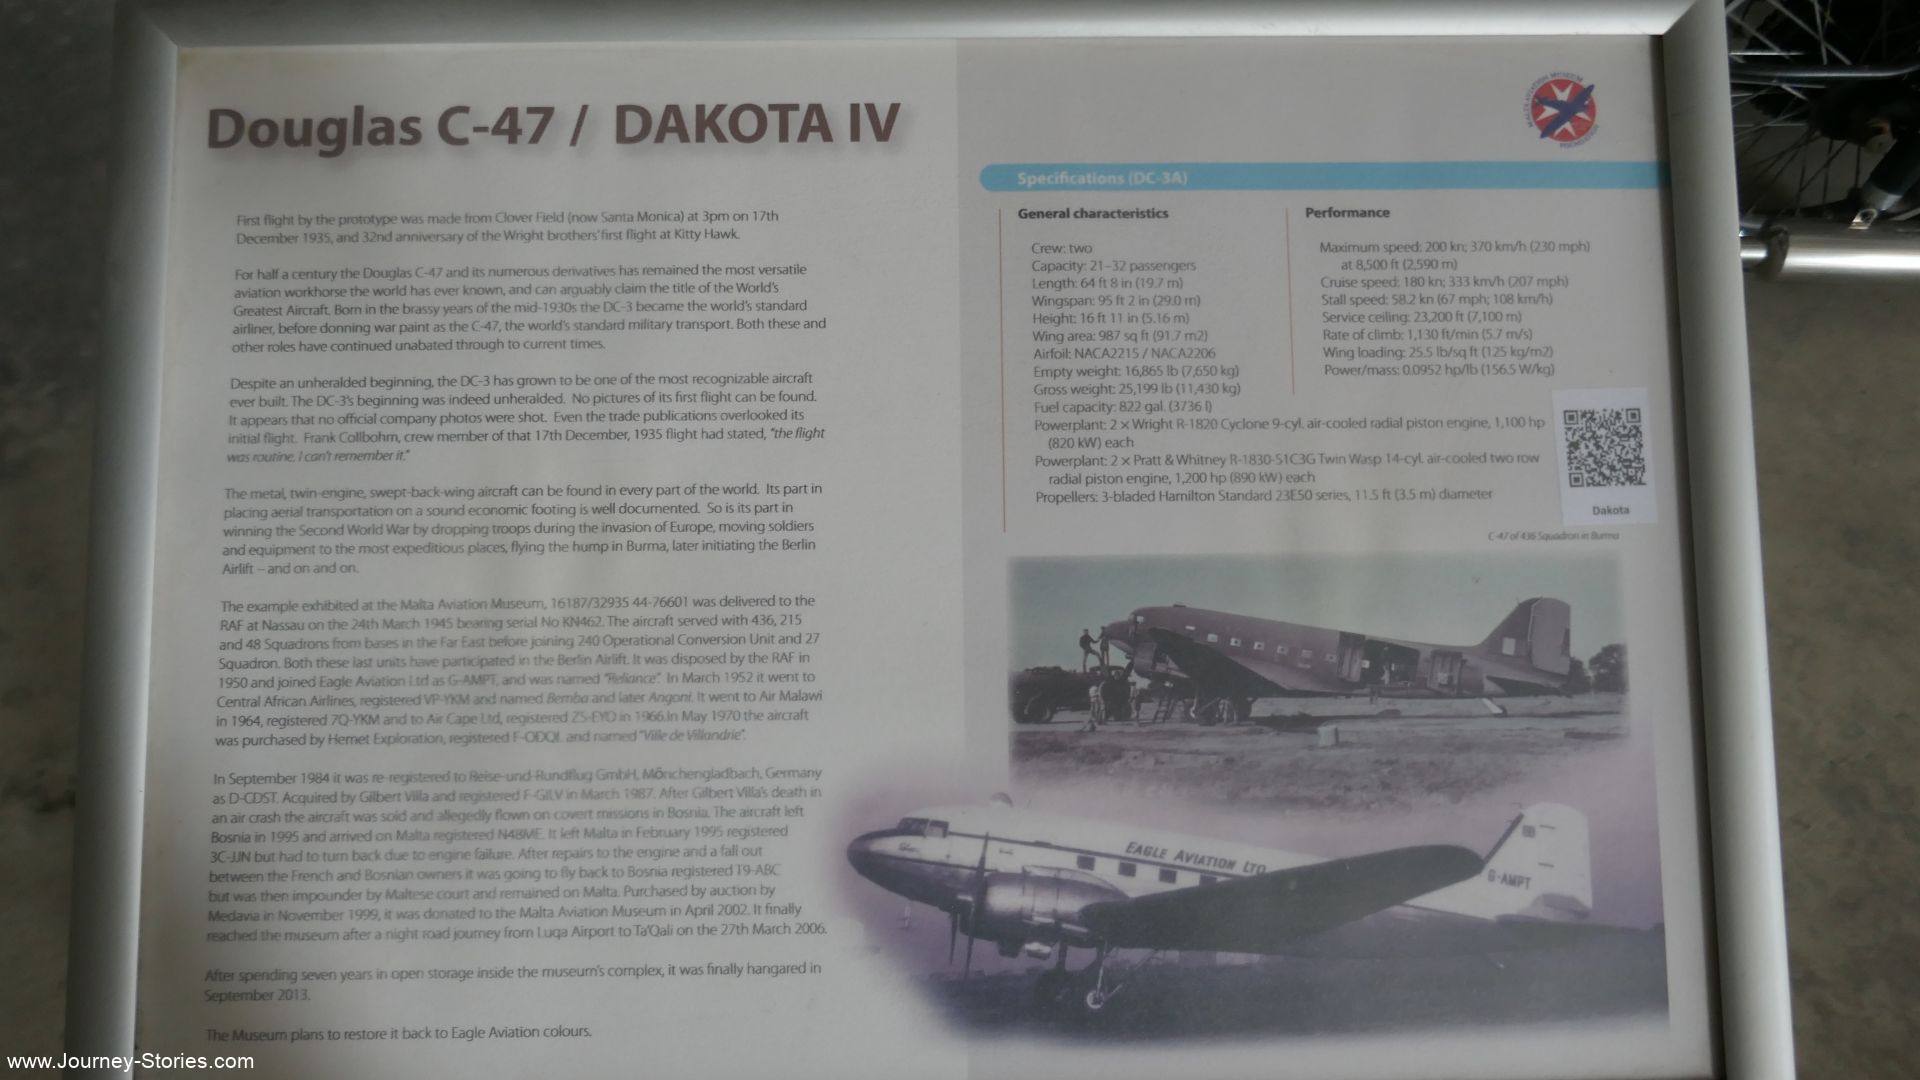 Douglas C-47 / DAKOTA IV
First flight by the prototype was made from Clover Field (now Santa Monica) at 3pm on 17th
December 1935, and 32nd anniversary of the Wright brothers' first flight at Kitty Hawk.
For half a century the Douglas C-47 and its numerous derivatives has remained the most versatile
aviation workhorse the world has ever known, and can arguably claim the title of the World's
Greatest Aircraft. Born in the brassy years of the mid-1930s the DC-3 became the world's standard
airliner, before donning war paint as the C-47, the world's standard military transport. Both these and
other roles have continued unabated through to current times.
Despite an unheralded beginning, the DC-3 has grown to be one of the most recognizable aircraft
ever built. The DC-3's beginning was indeed unheralded. No pictures of its first flight can be found.
It appears that no official company photos were shot. Even the trade publications overlooked its
initial flight. Frank Collbohm, crew member of that 17th December, 1935 flight had stated, "the flight
was routine, I can't remember it."
The metal, twin-engine, swept-back-wing aircraft can be found in every part of the world. Its part in
placing aerial transportation on a sound economic footing is well documented. So is its part in
winning the Second World War by dropping troops during the invasion of Europe, moving soldiers
and equipment to the most expeditious places, flying the hump in Burma, later initiating the Berlin
Airlift – and on and on.
The example exhibited at the Malta Aviation Museum, 16187/32935 44-76601 was delivered to the
RAF at Nassau on the 24th March 1945 bearing serial No KN462. The aircraft served with 436, 215
and 48 Squadrons from bases in the Far East before joining 240 Operational Conversion Unit and 27
Squadron. Both these last units have participated in the Berlin Airlift. It was disposed by the RAF in
1950 and joined Eagle Aviation Ltd as G-AMPT, and was named "Reliance". In March 1952 it went to
Central African Airlines, registered VP-YKM and named Bemba and later Angoni. It went to Air Malawi
in 1964, registered 7Q-YKM and to Air Cape Ltd, registered ZS-EYO in 1966.In May 1970 the aircraft
was purchased by Hemet Exploration, registered F-ODQI. and named "Ville de Villandrie".
In September 1984 it was re-registered to Reise-und-Rundflug GmbH, Mönchengladbach, Germany
as D-CDST. Acquired by Gilbert Villa and registered F-GILV in March 1987. After Gilbert Villa's death in
an air crash the aircraft was sold and allegedly flown on covert missions in Bosnia. The aircraft left
Bosnia in 1995 and arrived on Malta registered N48ME. It left Malta in February 1995 registered
3C-JJN but had to turn back due to engine failure. After repairs to the engine and a fall out
between the French and Bosnian owners it was going to fly back to Bosnia registered T9-ABC
but was then impounder by Maltese court and remained on Malta. Purchased by auction by
Medavia in November 1999, it was donated to the Malta Aviation Museum in April 2002. It finally
reached the museum after a night road journey from Luqa Airport to Ta'Qali on the 27th March 2006.
After spending seven years in open storage inside the museum's complex, it was finally hangared in
September 2013.
The Museum plans to restore it back to Eagle Aviation colours.
MALTA AVIATION MUSEUM
FOUNDATION
Specifications (DC-3A)
General characteristics
Crew: two
Capacity: 21–32 passengers
Length: 64 ft 8 in (19.7 m)
Wingspan: 95 ft 2 in (29.0 m)
Height: 16 ft 11 in (5.16 m)
Wing area: 987 sq ft (91.7 m2)
Airfoil: NACA2215 / NACA2206
Empty weight: 16,865 lb (7,650 kg)
Gross weight: 25,199 lb (11,430 kg)
Fuel capacity: 822 gal. (3736 l)
Powerplant: 2 × Wright R-1820 Cyclone 9-cyl. air-cooled radial piston engine, 1,100 hp
(820 kW) each
Powerplant: 2 × Pratt & Whitney R-1830-S1C3G Twin Wasp 14-cyl. air-cooled two row
radial piston engine, 1,200 hp (890 kW) each
Propellers: 3-bladed Hamilton Standard 23E50 series, 11.5 ft (3.5 m) diameter
Performance
Maximum speed: 200 kn; 370 km/h (230 mph)
at 8,500 ft (2,590 m)
Cruise speed: 180 kn; 333 km/h (207 mph)
Stall speed: 58.2 kn (67 mph; 108 km/h)
Service ceiling: 23,200 ft (7,100 m)
Rate of climb: 1,130 ft/min (5.7 m/s)
Wing loading: 25.5 lb/sq ft (125 kg/m2)
Power/mass: 0.0952 hp/lb (156.5 W/kg)
Dakota
C-47 of 436 Squadron in Burma
EAGLE AVIATION LTD
G-AMPT
www.Journey-Stories.com